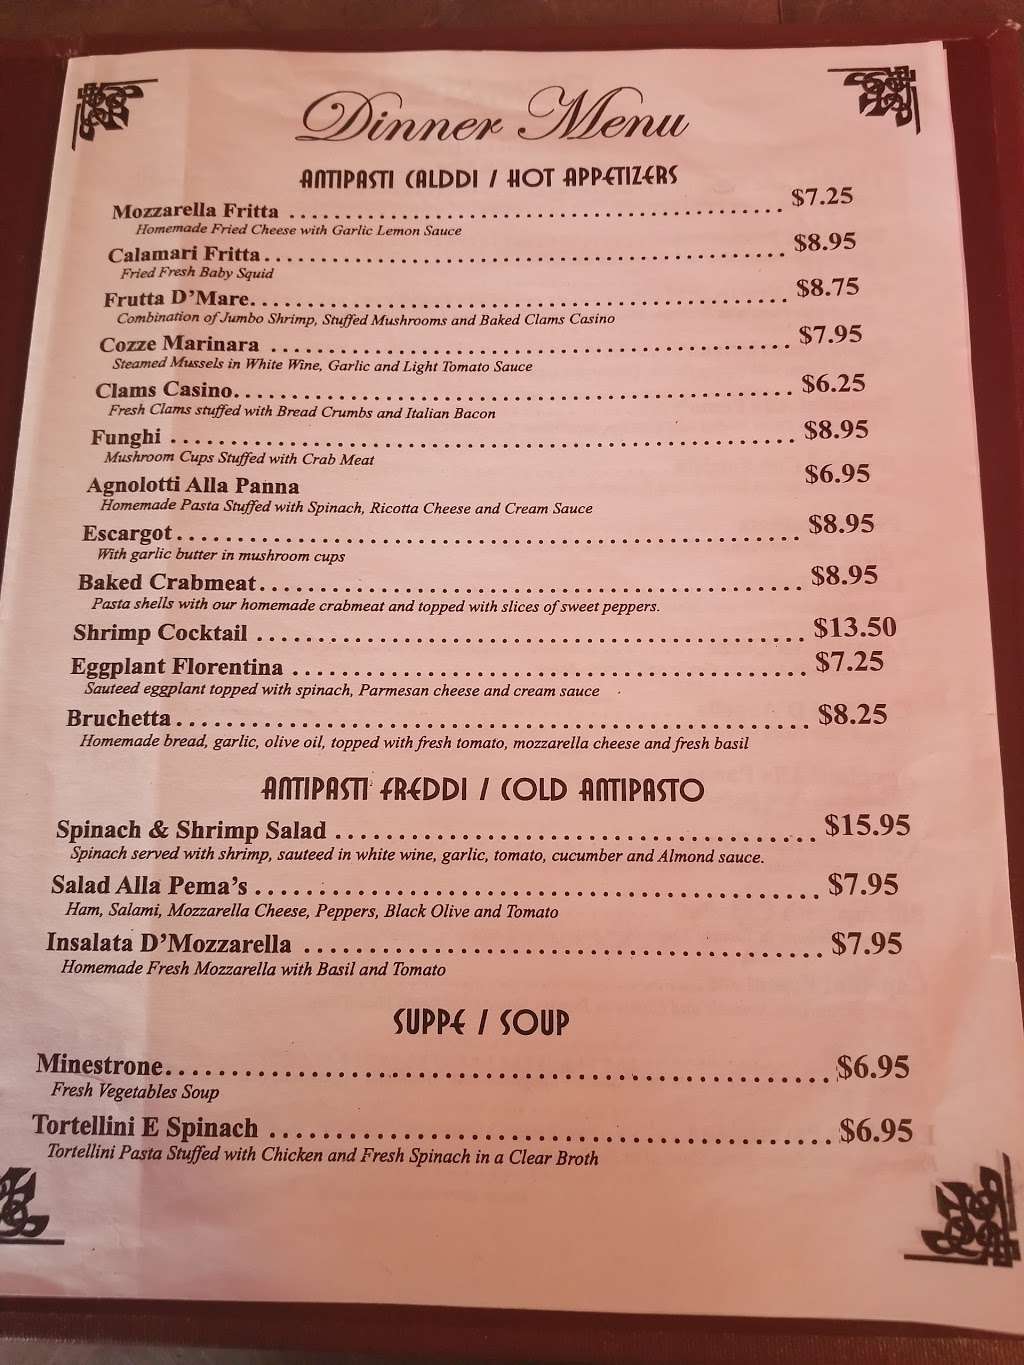 Dinner Menu
ANTIPASTI CALDDI / HOT APPETIZERS
Mozzarella Fritta ........................................ $7.25
Homemade Fried Cheese with Garlic Lemon Sauce
Calamari Fritta........................................... $8.95
Fried Fresh Baby Squid
Frutta D'Mare............................................. $8.75
Combination of Jumbo Shrimp, Stuffed Mushrooms and Baked Clams Casino
Cozze Marinara ........................................... $7.95
Steamed Mussels in White Wine, Garlic and Light Tomato Sauce
Clams Casino.............................................. $6.25
Fresh Clams stuffed with Bread Crumbs and Italian Bacon
Funghi ................................................... $8.95
Mushroom Cups Stuffed with Crab Meat
Agnolotti Alla Panna $6.95
Homemade Pasta Stuffed with Spinach, Ricotta Cheese and Cream Sauce
Escargot.................................................. $8.95
With garlic butter in mushroom cups
Baked Crabmeat............................................ $8.95
Pasta shells with our homemade crabmeat and topped with slices of sweet peppers.
Shrimp Cocktail .......................................... $13.50
Eggplant Florentina ...................................... $7.25
Sauteed eggplant topped with spinach, Parmesan cheese and cream sauce
Bruchetta................................................. $8.25
Homemade bread, garlic, olive oil, topped with fresh tomato, mozzarella cheese and fresh basil
ANTIPASTI FREDDI / COLD ANTIPASTO
Spinach & Shrimp Salad ................................... $15.95
Spinach served with shrimp, sauteed in white wine, garlic, tomato, cucumber and Almond sauce.
Salad Alla Pema's ........................................ $7.95
Ham, Salami, Mozzarella Cheese, Peppers, Black Olive and Tomato
Insalata D'Mozzarella .................................... $7.95
Homemade Fresh Mozzarella with Basil and Tomato
SUPPE / SOUP
Minestrone................................................ $6.95
Fresh Vegetables Soup
Tortellini E Spinach ..................................... $6.95
Tortellini Pasta Stuffed with Chicken and Fresh Spinach in a Clear Broth